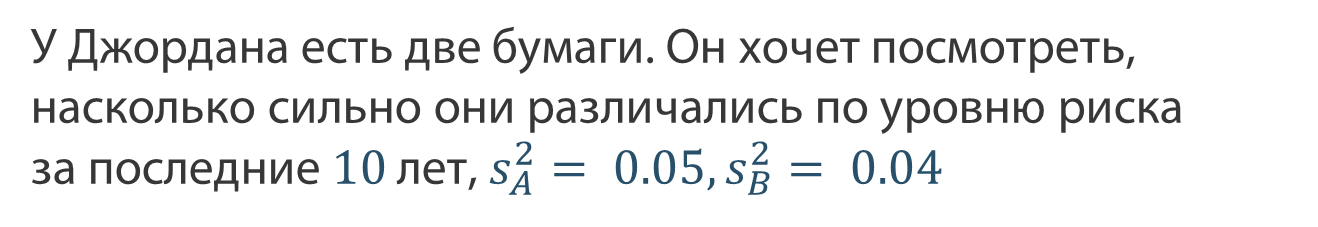 У Джордана есть две бумаги. Он хочет посмотреть,
насколько сильно они различались по уровню риска
за последние 10 лет, s_A^2 = 0.05, s_B^2 = 0.04